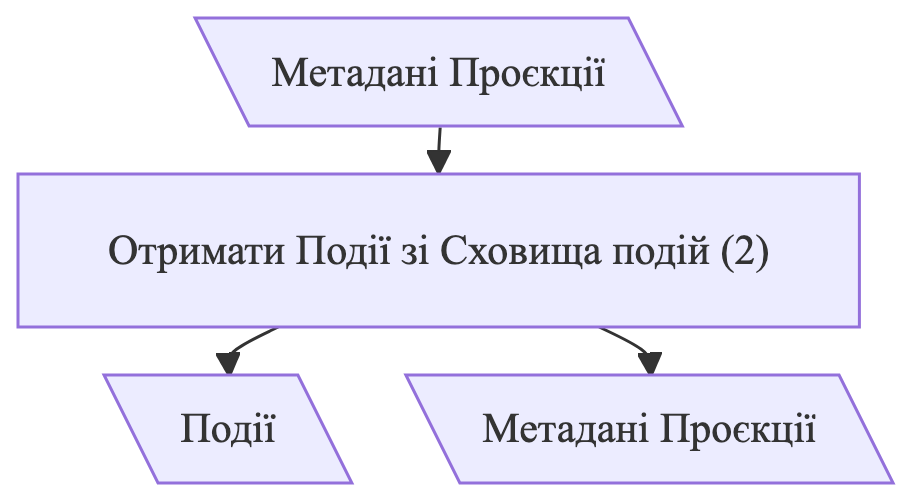 Метадані Проєкції
Отримати Події зі Сховища подій (2)
Події
Метадані Проєкції